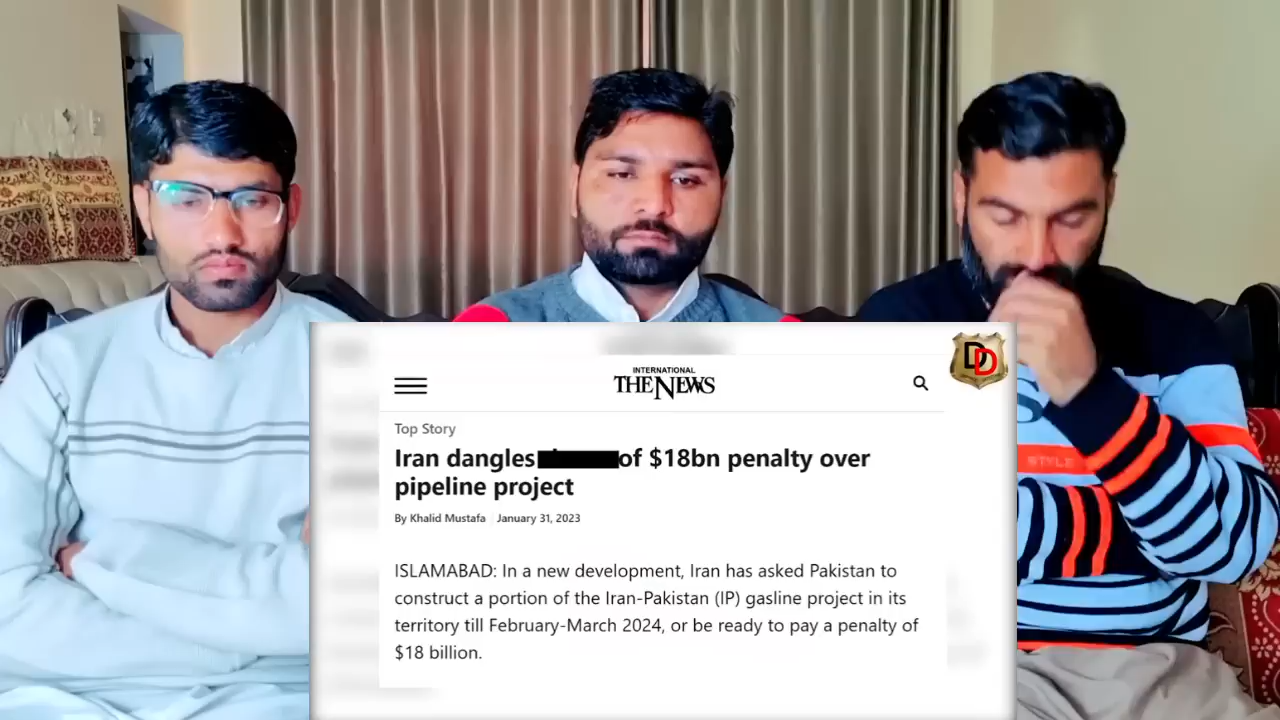 INTERNATIONAL
THE NEWS
DD
Top Story
Iran dangles of $18bn penalty over
pipeline project
By Khalid Mustafa January 31, 2023
ISLAMABAD: In a new development, Iran has asked Pakistan to
construct a portion of the Iran-Pakistan (IP) gasline project in its
territory till February-March 2024, or be ready to pay a penalty of
$18 billion.
STYLE